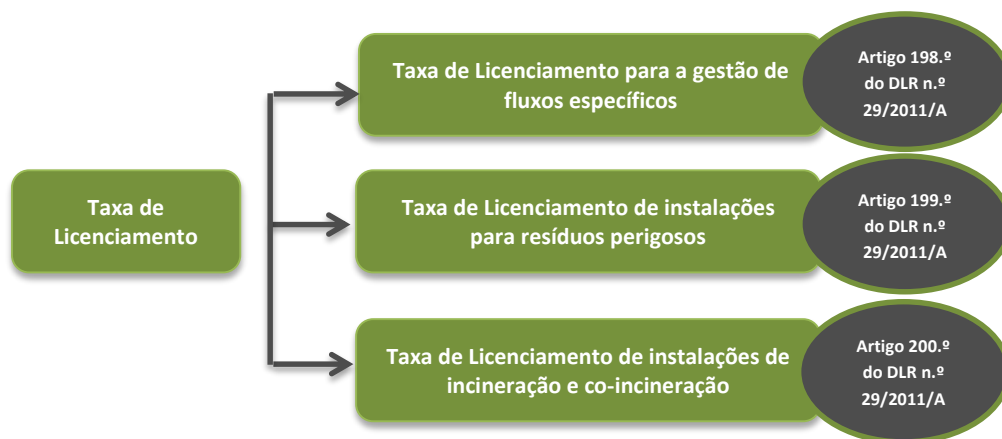 Taxa de
Licenciamento
Taxa de Licenciamento para a gestão de
fluxos específicos
Artigo 198.º
do DLR n.º
29/2011/A
Taxa de Licenciamento de instalações
para resíduos perigosos
Artigo 199.º
do DLR n.º
29/2011/A
Taxa de Licenciamento de instalações de
incineração e co-incineração
Artigo 200.º
do DLR n.º
29/2011/A